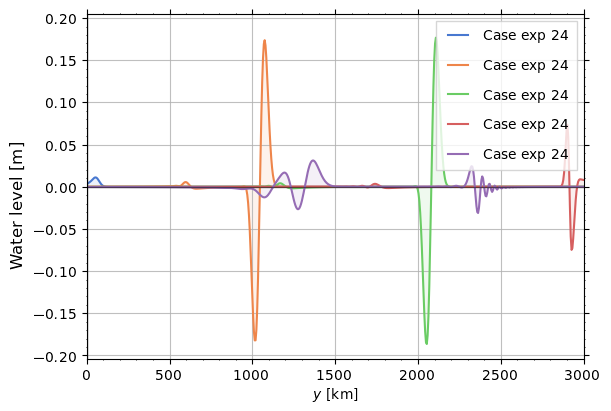 0.20
0.15
0.10
0.05
0.00
−0.05
−0.10
−0.15
−0.20
Water level [m]
Case exp 24
Case exp 24
Case exp 24
Case exp 24
Case exp 24
0 500 1000 1500 2000 2500 3000
y [km]